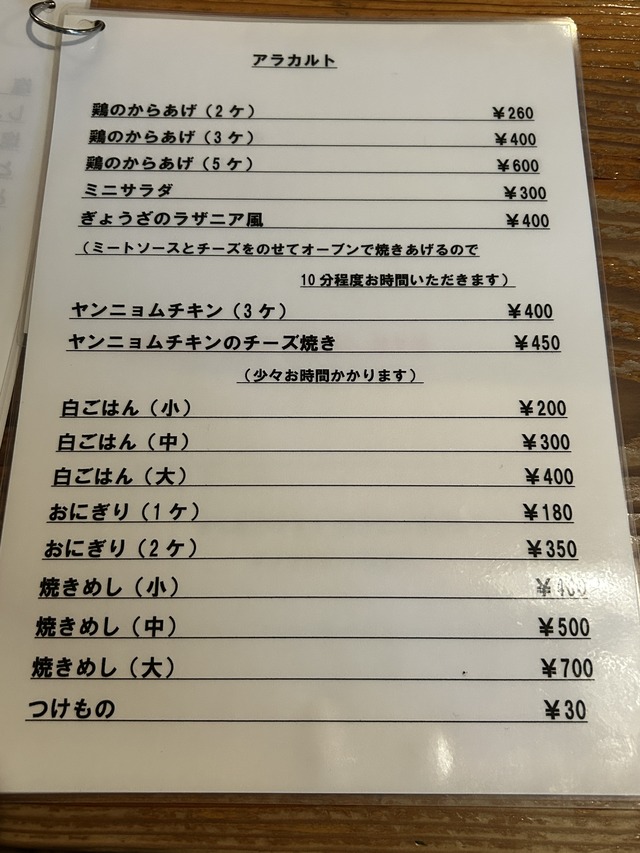 アラカルト
鶏のからあげ（2ケ） ￥260
鶏のからあげ（3ケ） ￥400
鶏のからあげ（5ケ） ￥600
ミニサラダ ￥300
ぎょうざのラザニア風 ￥400
（ミートソースとチーズをのせてオーブンで焼きあげるので
10分程度お時間いただきます）
ヤンニョムチキン（3ケ） ￥400
ヤンニョムチキンのチーズ焼き ￥450
（少々お時間かかります）
白ごはん（小） ￥200
白ごはん（中） ￥300
白ごはん（大） ￥400
おにぎり（1ケ） ￥180
おにぎり（2ケ） ￥350
焼きめし（小） ￥400
焼きめし（中） ￥500
焼きめし（大） ￥700
つけもの ￥30